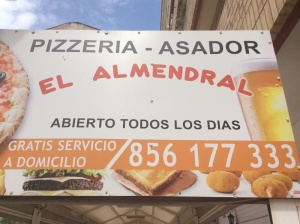 PIZZERIA - ASADOR
EL ALMENDRAL
ABIERTO TODOS LOS DIAS
GRATIS SERVICIO
A DOMICILIO
856 177 333